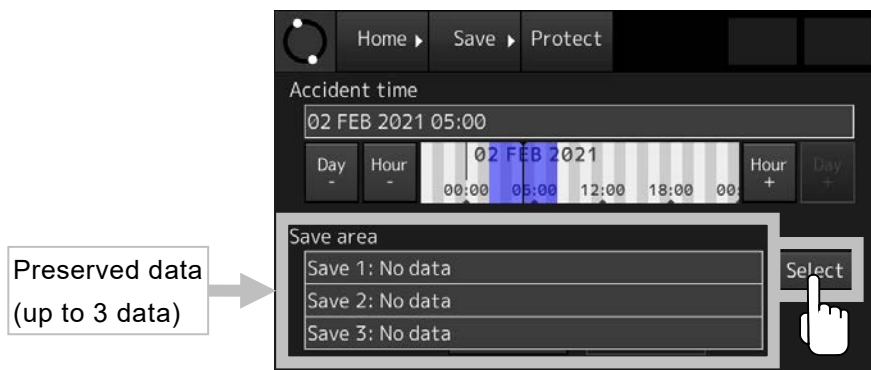 Home Save Protect
Accident time
02 FEB 2021 05:00
Day
-
Hour
-
02 FEB 2021
00:00 05:00 12:00 18:00 00:
Hour
+
Day
+
Save area
Save 1: No data
Save 2: No data
Save 3: No data
Select
Preserved data
(up to 3 data)